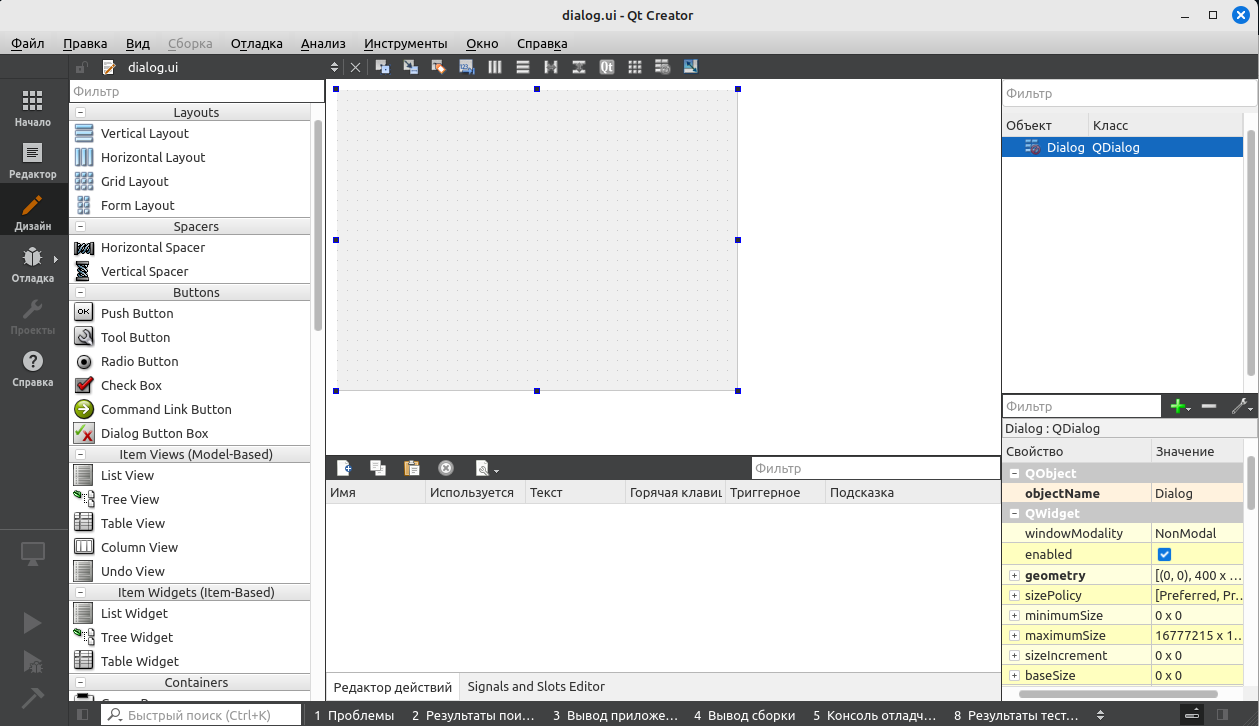 dialog.ui - Qt Creator
Файл Правка Вид Сборка Отладка Анализ Инструменты Окно Справка
dialog.ui
Начало
Редактор
Дизайн
Отладка
Проекты
Справка
Фильтр
Layouts
Vertical Layout
Horizontal Layout
Grid Layout
Form Layout
Spacers
Horizontal Spacer
Vertical Spacer
Buttons
Push Button
Tool Button
Radio Button
Check Box
Command Link Button
Dialog Button Box
Item Views (Model-Based)
List View
Tree View
Table View
Column View
Undo View
Item Widgets (Item-Based)
List Widget
Tree Widget
Table Widget
Containers
Фильтр
Имя Используется Текст Горячая клавиц Триггерное Подсказка
Редактор действий Signals and Slots Editor
Фильтр
Объект Класс
Dialog QDialog
Фильтр
Dialog : QDialog
Свойство Значение
QObject
objectName Dialog
QWidget
windowModality NonModal
enabled
geometry [(0, 0), 400 x ...
sizePolicy [Preferred, Pr...
minimumSize 0 x 0
maximumSize 16777215 x 1...
sizeIncrement 0 x 0
baseSize 0 x 0
Быстрый поиск (Ctrl+K) 1 Проблемы 2 Результаты пои... 3 Вывод приложе... 4 Вывод сборки 5 Консоль отладч... 8 Результаты тест...